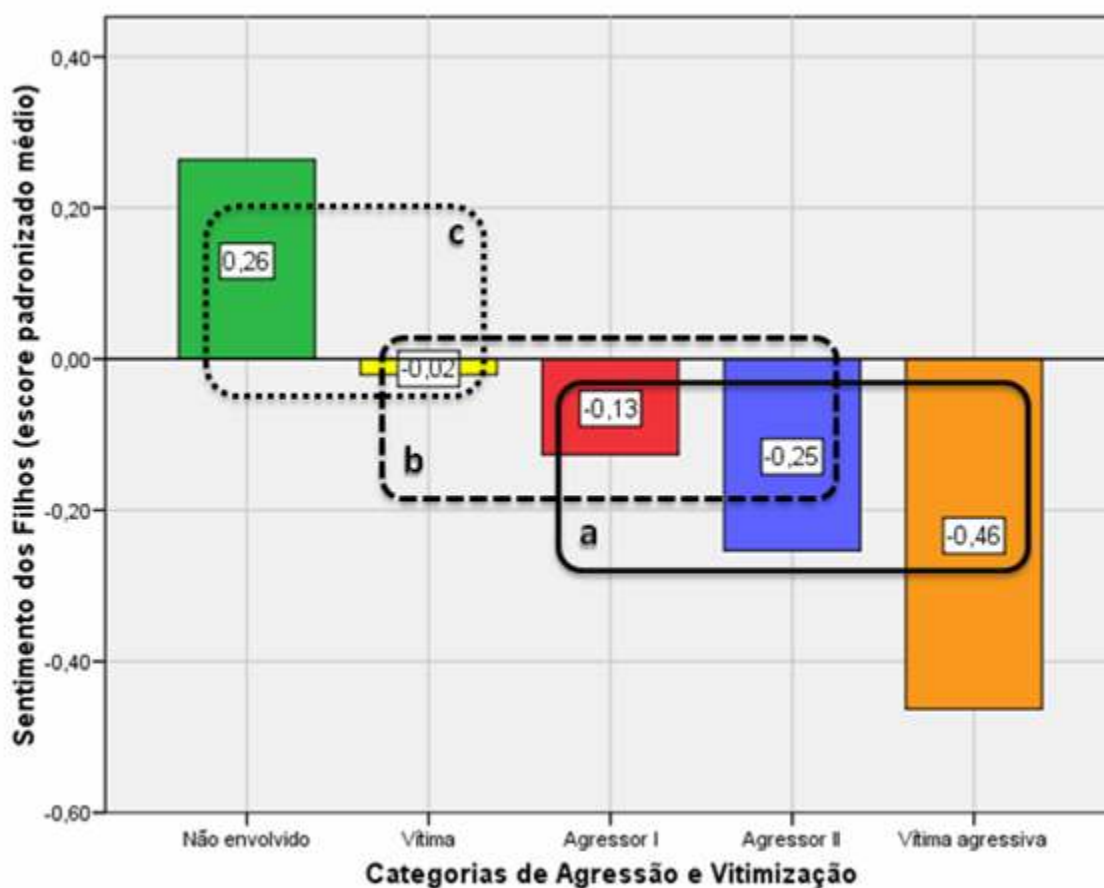 Sentimento dos Filhos (escore padronizado médio)
0,40
0,20
0,00
-0,20
-0,40
-0,60
c
0,26
-0,02
-0,13
b
-0,25
a
-0,46
Não envolvido
Vítima
Agressor I
Agressor II
Vítima agressiva
Categorias de Agressão e Vitimização